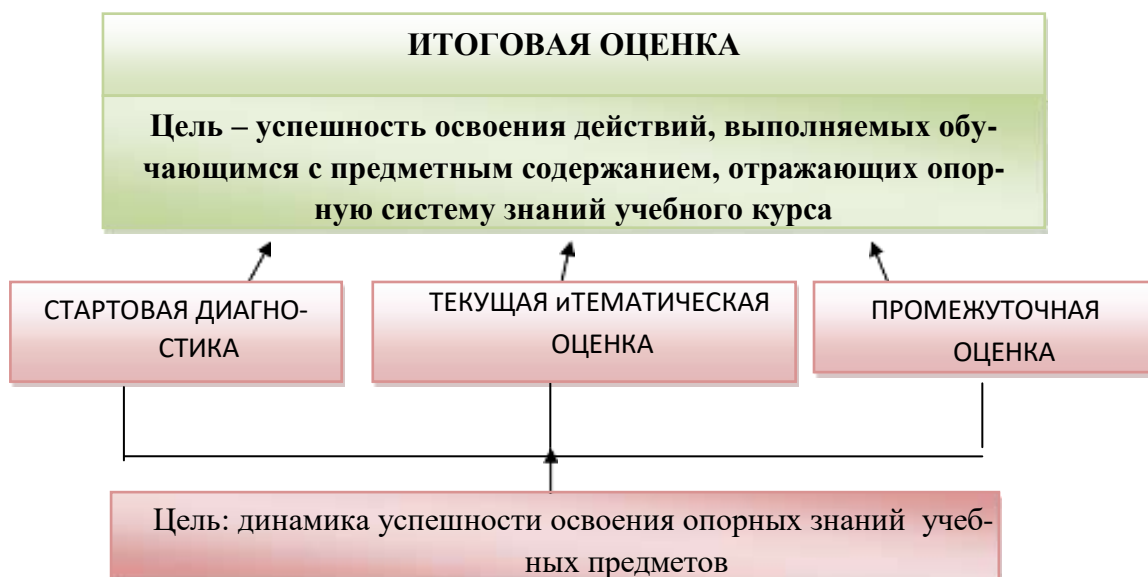 ИТОГОВАЯ ОЦЕНКА
Цель – успешность освоения действий, выполняемых обу-
чающимся с предметным содержанием, отражающих опор-
ную систему знаний учебного курса
СТАРТОВАЯ ДИАГНО-
СТИКА
ТЕКУЩАЯ иТЕМАТИЧЕСКАЯ
ОЦЕНКА
ПРОМЕЖУТОЧНАЯ
ОЦЕНКА
Цель: динамика успешности освоения опорных знаний учеб-
ных предметов